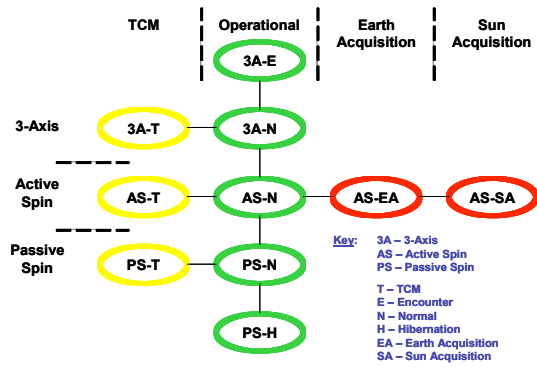 TCM
Operational
Earth
Acquisition
Sun
Acquisition
3A-E
3-Axis
3A-T
3A-N
Active
Spin
AS-T
AS-N
AS-EA
AS-SA
Passive
Spin
PS-T
PS-N
PS-H
Key: 3A – 3-Axis
AS – Active Spin
PS – Passive Spin
T – TCM
E – Encounter
N – Normal
H – Hibernation
EA – Earth Acquisition
SA – Sun Acquisition